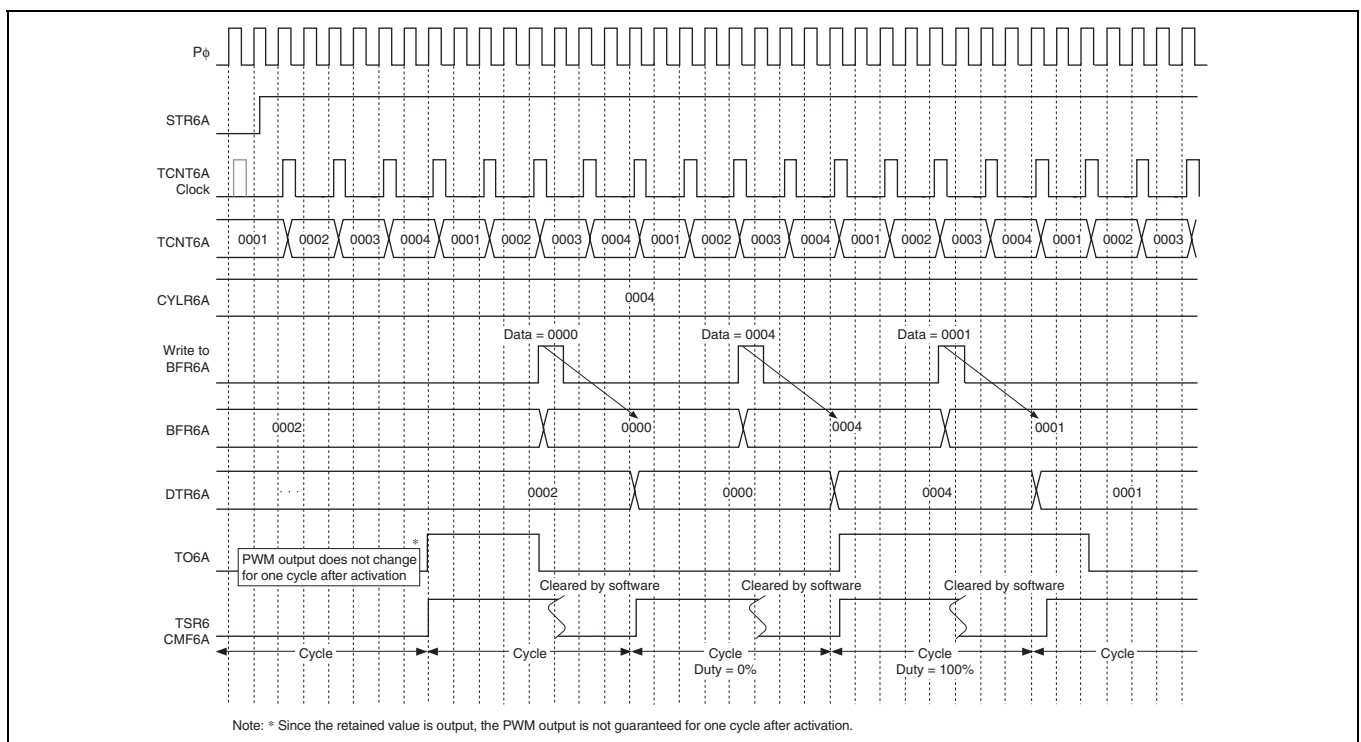 Pϕ
STR6A
TCNT6A
Clock
TCNT6A 0001 0002 0003 0004 0001 0002 0003 0004 0001 0002 0003 0004 0001 0002 0003 0004 0001 0002 0003
CYLR6A 0004
Data = 0000 Data = 0004 Data = 0001
Write to
BFR6A
BFR6A 0002 0000 0004 0001
DTR6A . . . 0002 0000 0004 0001
*
TO6A PWM output does not change
for one cycle after activation
Cleared by software Cleared by software Cleared by software
TSR6
CMF6A
Cycle Cycle Cycle Cycle Cycle
Duty = 0% Duty = 100%
Note: * Since the retained value is output, the PWM output is not guaranteed for one cycle after activation.